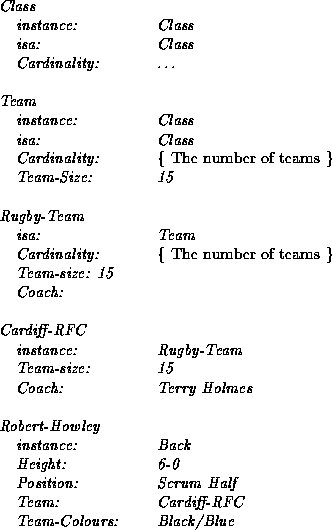 Class
instance: Class
isa: Class
Cardinality: ...
Team
instance: Class
isa: Class
Cardinality: { The number of teams }
Team-Size: 15
Rugby-Team
isa: Team
Cardinality: { The number of teams }
Team-size: 15
Coach:
Cardiff-RFC
instance: Rugby-Team
Team-size: 15
Coach: Terry Holmes
Robert-Howley
instance: Back
Height: 6-0
Position: Scrum Half
Team: Cardiff-RFC
Team-Colours: Black/Blue